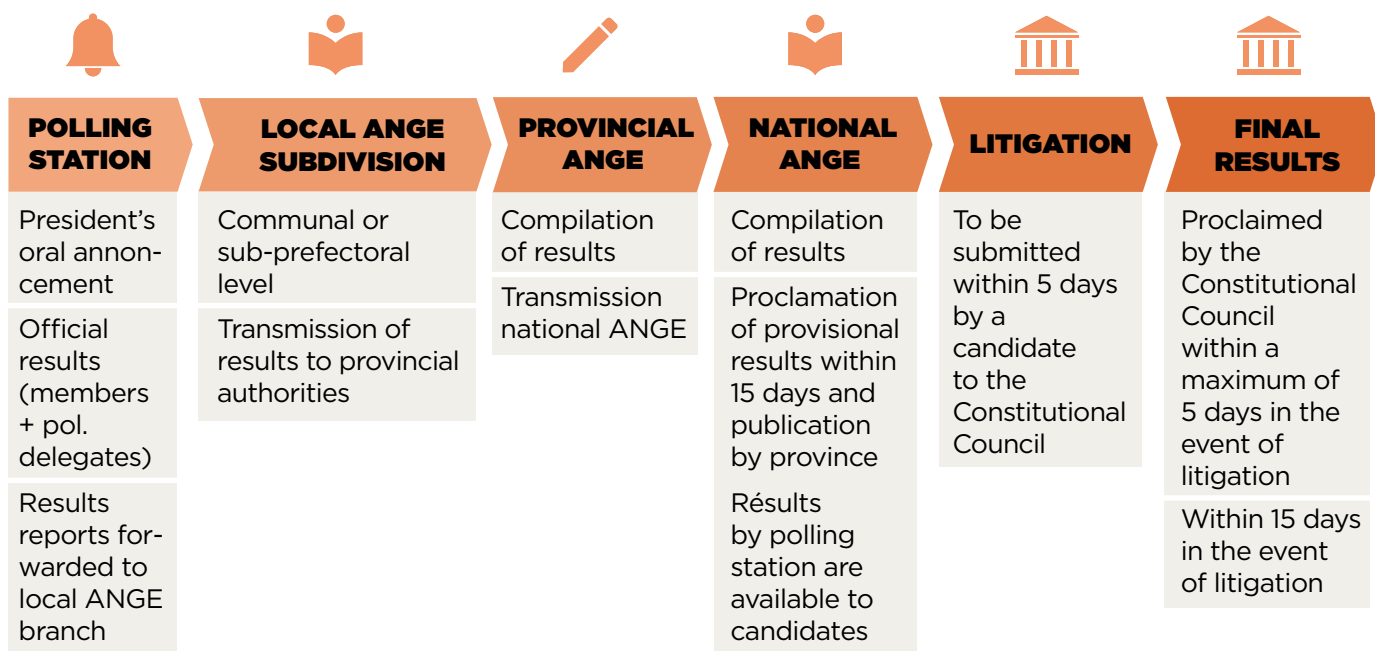 POLLING
STATION
President's
oral annon-
cement
Official
results
(members
+ pol.
delegates)
Results
reports for-
warded to
local ANGE
branch
LOCAL ANGE
SUBDIVISION
Communal or
sub-prefectoral
level
Transmission of
results to provincial
authorities
PROVINCIAL
ANGE
Compilation
of results
Transmission
national ANGE
NATIONAL
ANGE
Compilation
of results
Proclamation
of provisional
results within
15 days and
publication
by province
Résults
by polling
station are
available to
candidates
LITIGATION
To be
submitted
within 5 days
by a
candidate
to the
Constitutional
Council
FINAL
RESULTS
Proclaimed
by the
Constitutional
Council
within a
maximum of
5 days in the
event of
litigation
Within 15 days
in the event
of litigation